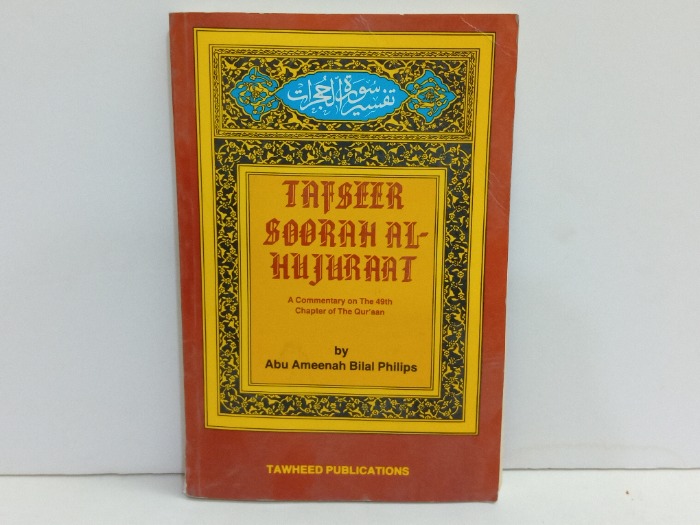 تفسير سورة الحجرات
TAFSEER
SOORAH AL-
HUJURAAT
A Commentary on The 49th
Chapter of The Qur'aan
by
Abu Ameenah Bilal Philips
TAWHEED PUBLICATIONS